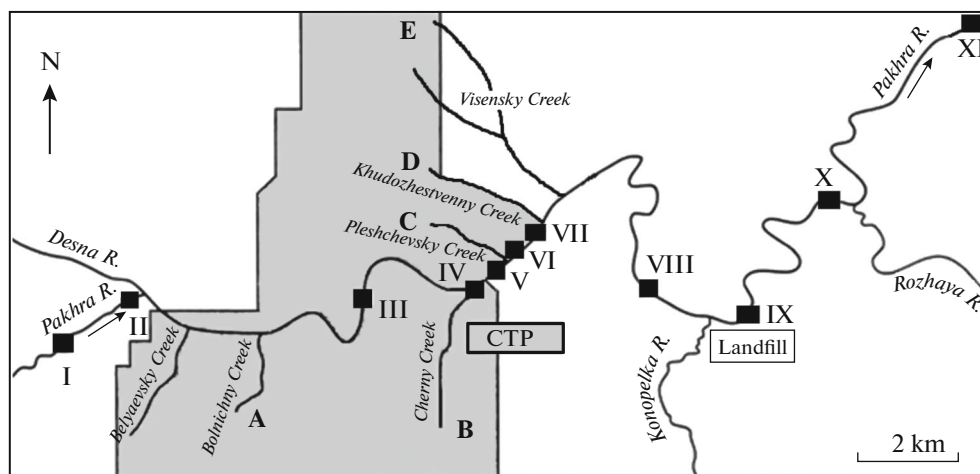 E
Pakhra R.
XI
N
Visensky Creek
D
Khudozhestvenny Creek
X
C
Pleshchevsky Creek
VII
VI
V
Desna R.
IV
VIII
Rozhaya R.
Pakhra R.
II
III
IX
I
CTP
Landfill
Belyaevsky Creek
Bolnichny Creek
A
Cherny Creek
B
Konopelka R.
2 km